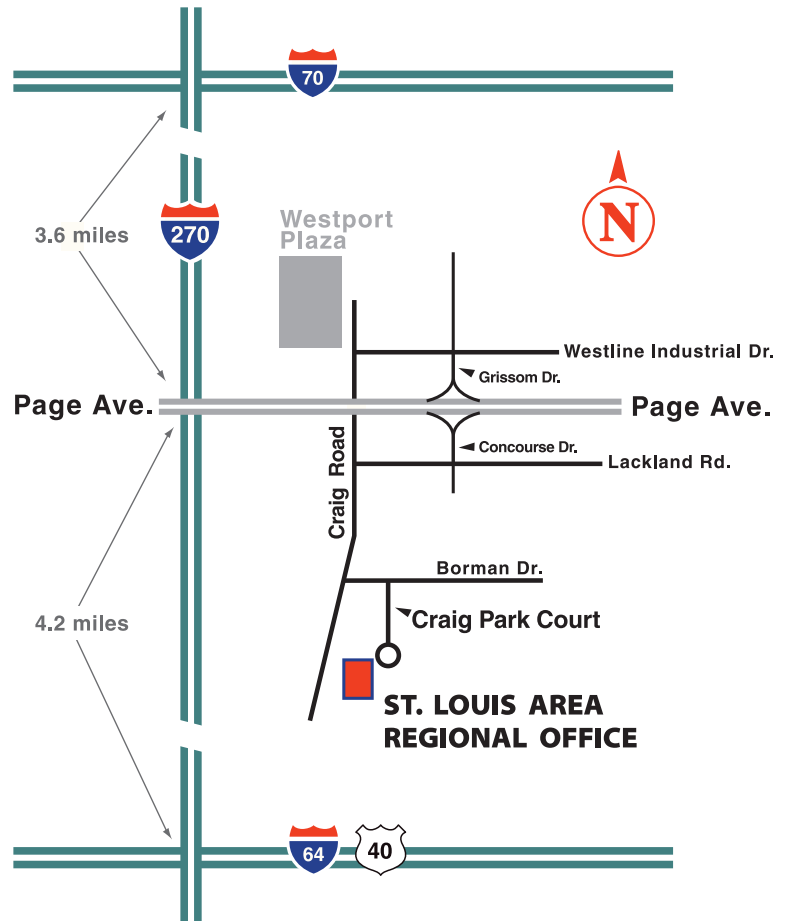 70
3.6 miles
270
Westport
Plaza
N
Westline Industrial Dr.
Grissom Dr.
Page Ave.
Page Ave.
Craig Road
Concourse Dr.
Lackland Rd.
Borman Dr.
Craig Park Court
4.2 miles
ST. LOUIS AREA
REGIONAL OFFICE
64
40